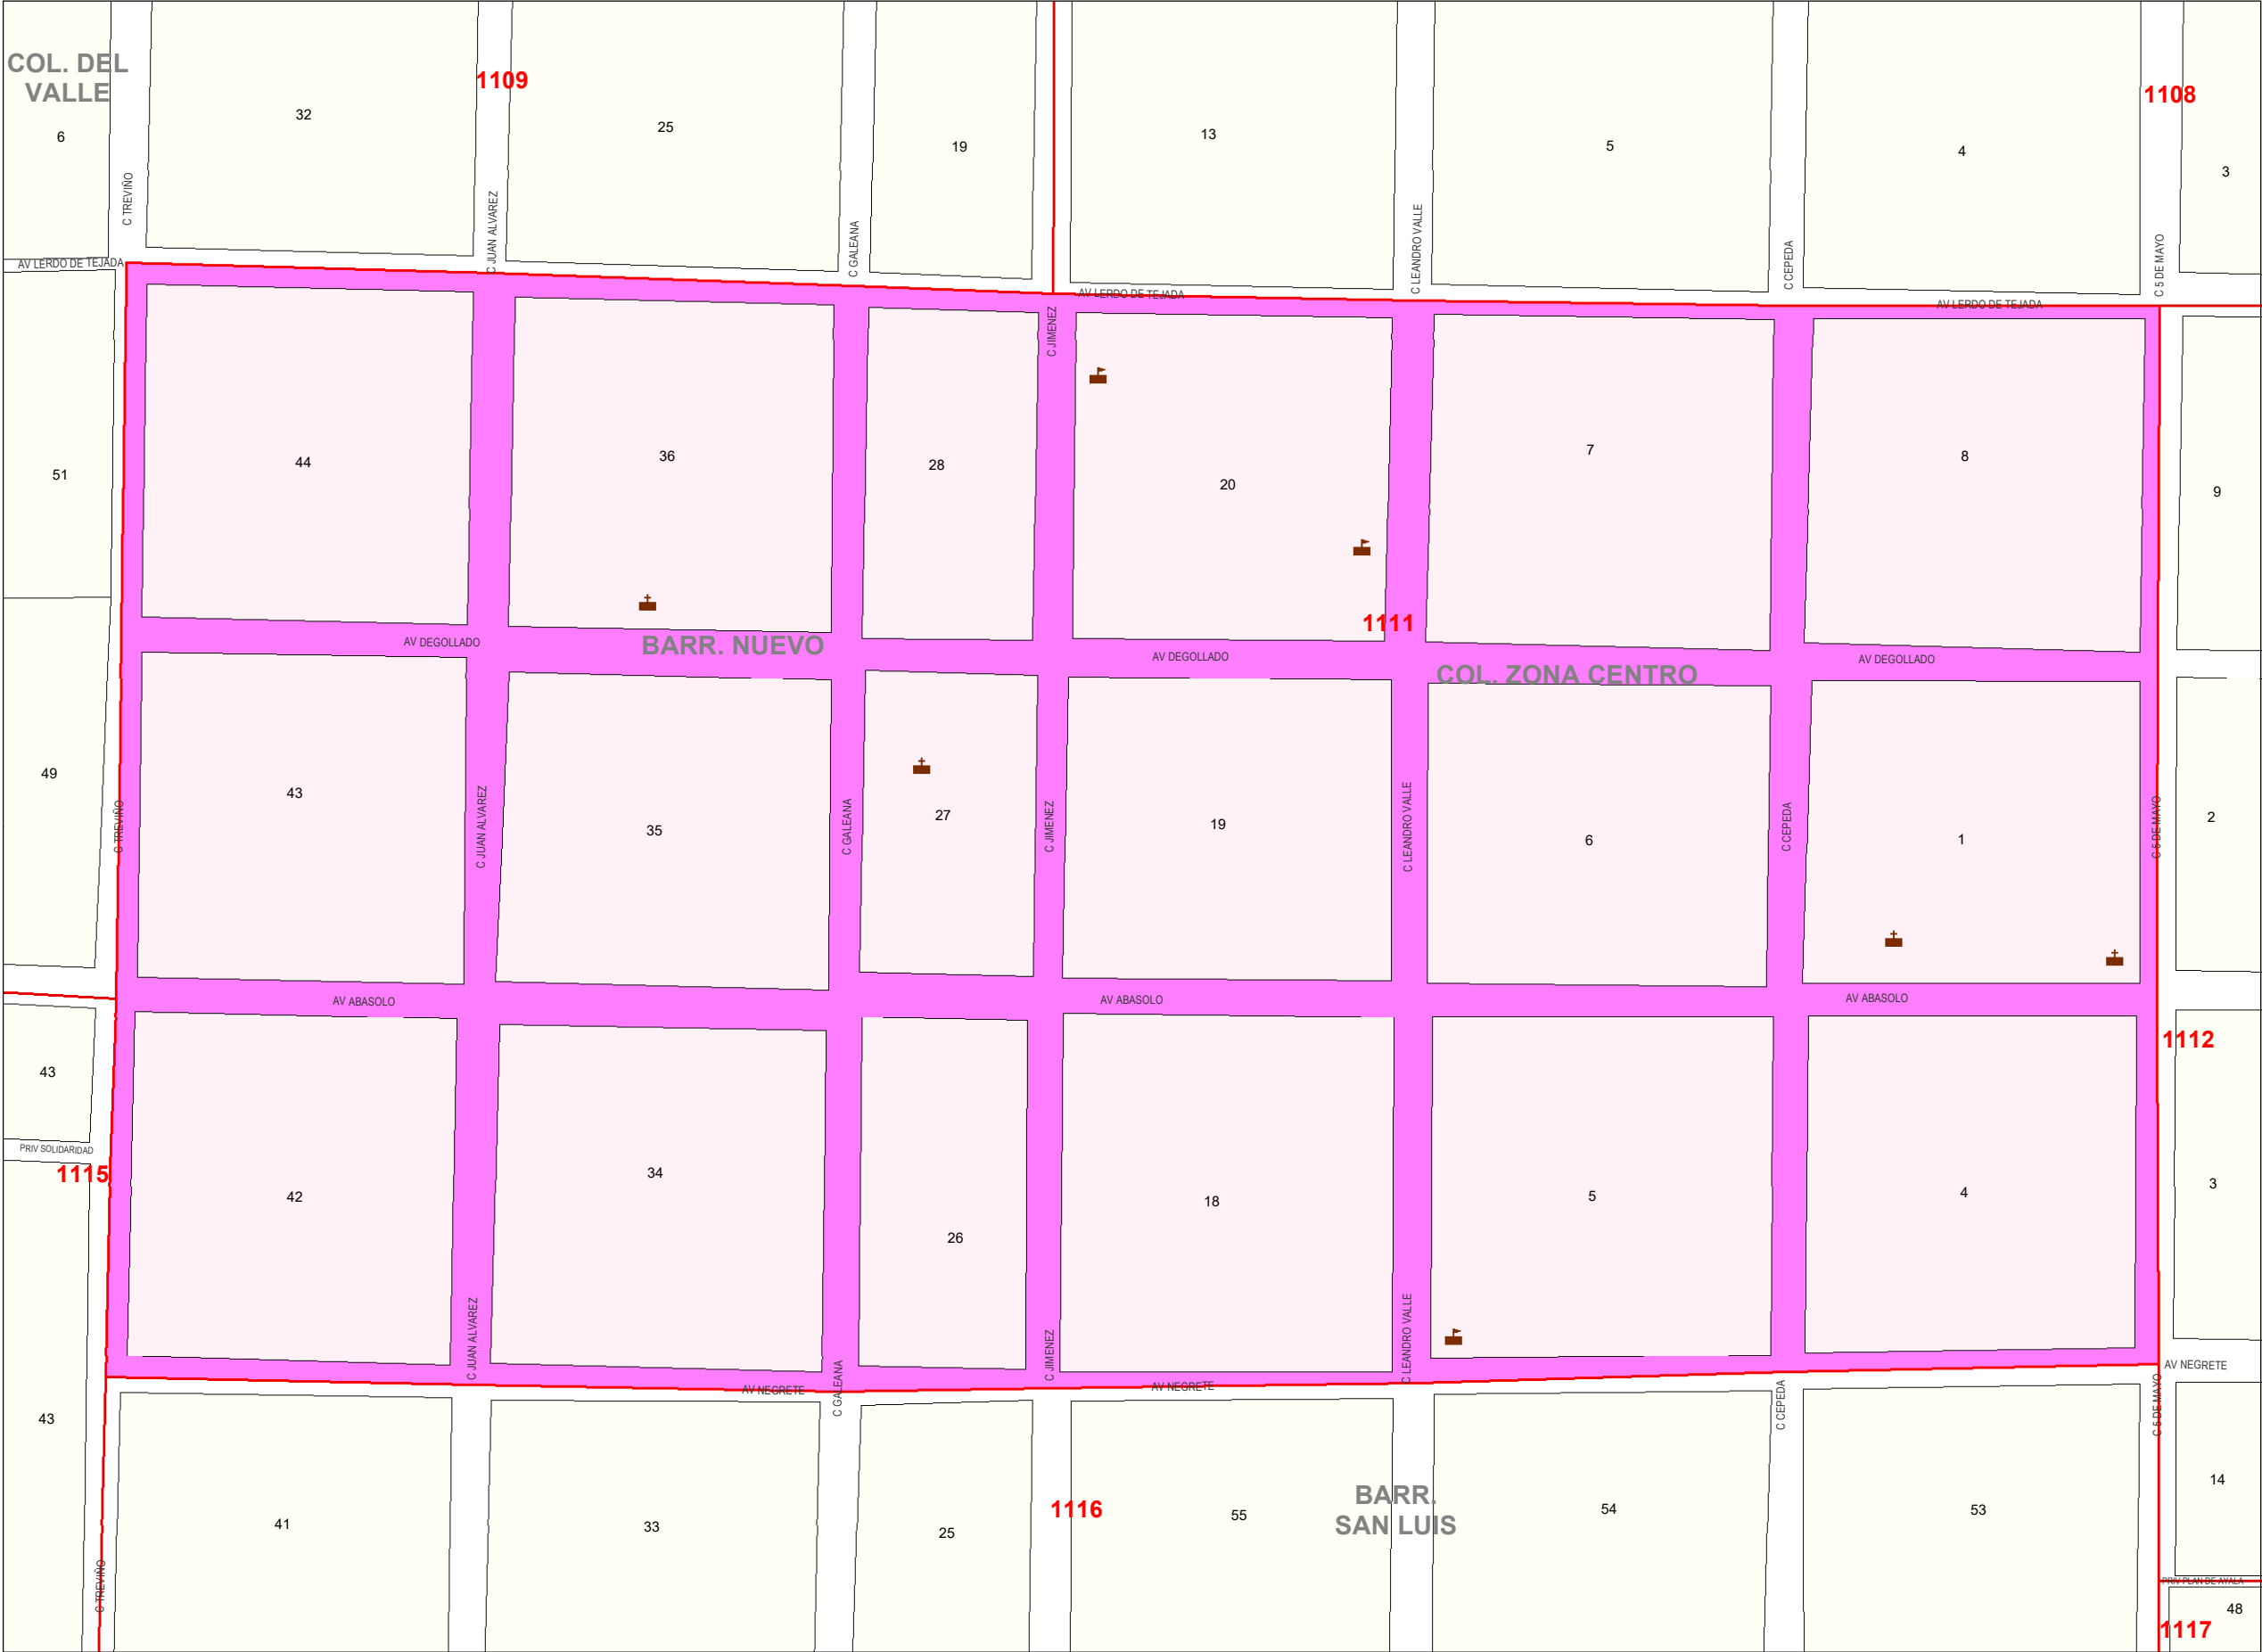 COL. DEL
VALLE
1109
1108
6
32
25
19
13
5
4
3
C TREVIÑO
C JUAN ALVAREZ
C GALEANA
C LEANDRO VALLE
C CEPEDA
C 5 DE MAYO
AV LERDO DE TEJADA
AV LERDO DE TEJADA
AV LERDO DE TEJADA
C JIMENEZ
51
44
36
28
20
7
8
9
1111
AV DEGOLLADO
BARR. NUEVO
AV DEGOLLADO
AV DEGOLLADO
COL. ZONA CENTRO
49
43
35
27
19
6
1
2
C TREVIÑO
C JUAN ALVAREZ
C GALEANA
C JIMENEZ
C LEANDRO VALLE
C CEPEDA
C 5 DE MAYO
AV ABASOLO
AV ABASOLO
AV ABASOLO
1112
43
PRIV SOLIDARIDAD
1115
42
34
26
18
5
4
3
C JUAN ALVAREZ
C GALEANA
C JIMENEZ
C LEANDRO VALLE
C CEPEDA
C 5 DE MAYO
AV NEGRETE
AV NEGRETE
AV NEGRETE
43
41
33
25
1116
55
BARR.
SAN LUIS
54
53
14
C TREVIÑO
PRIV PLAN DE AYALA
48
1117